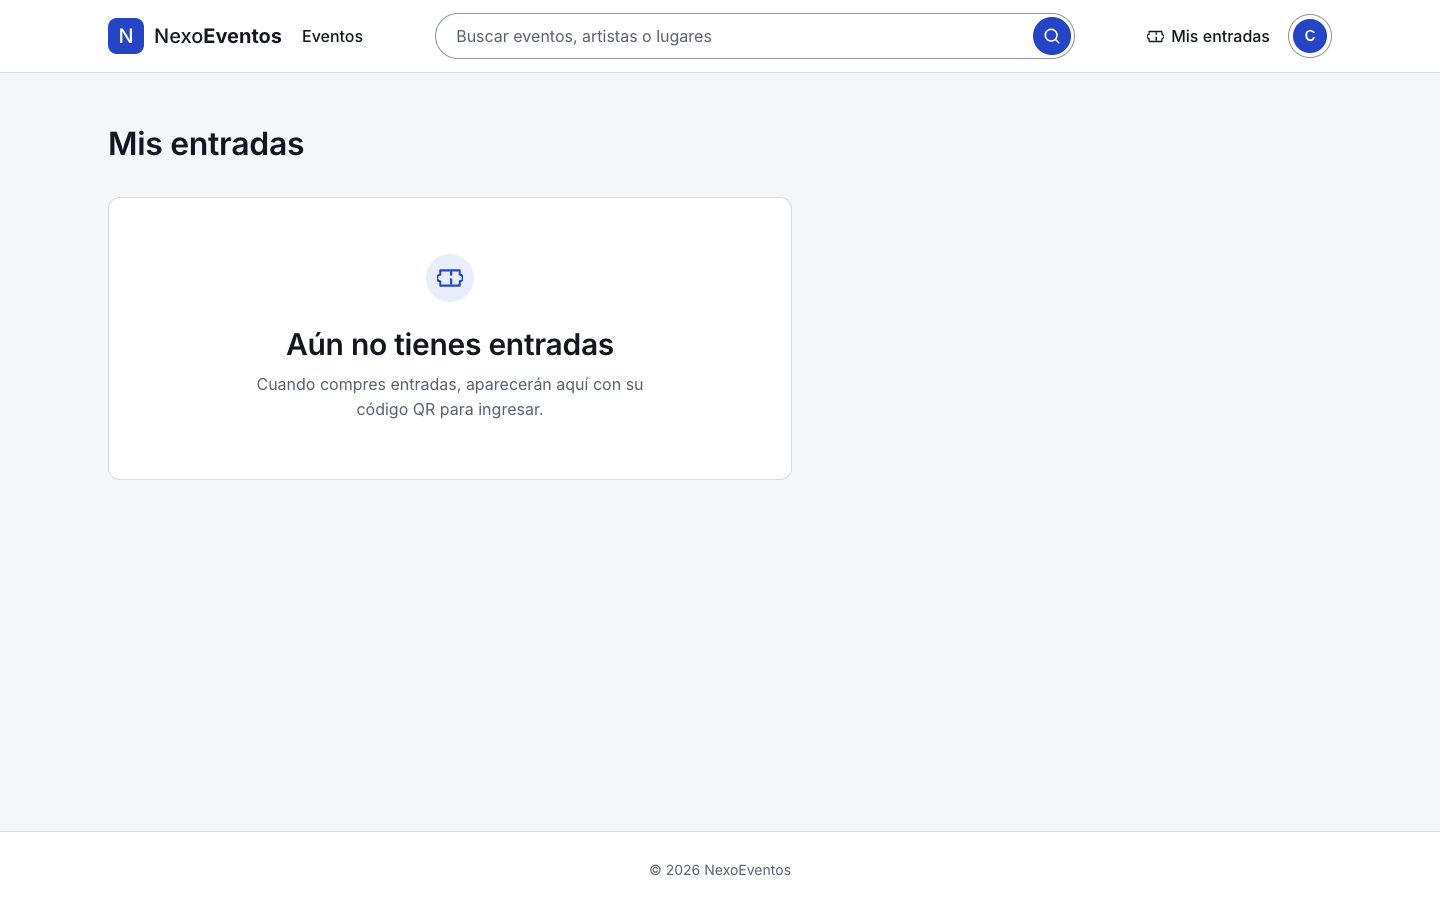 N NexoEventos Eventos Buscar eventos, artistas o lugares Mis entradas C
Mis entradas
Aún no tienes entradas
Cuando compres entradas, aparecerán aquí con su
código QR para ingresar.
© 2026 NexoEventos